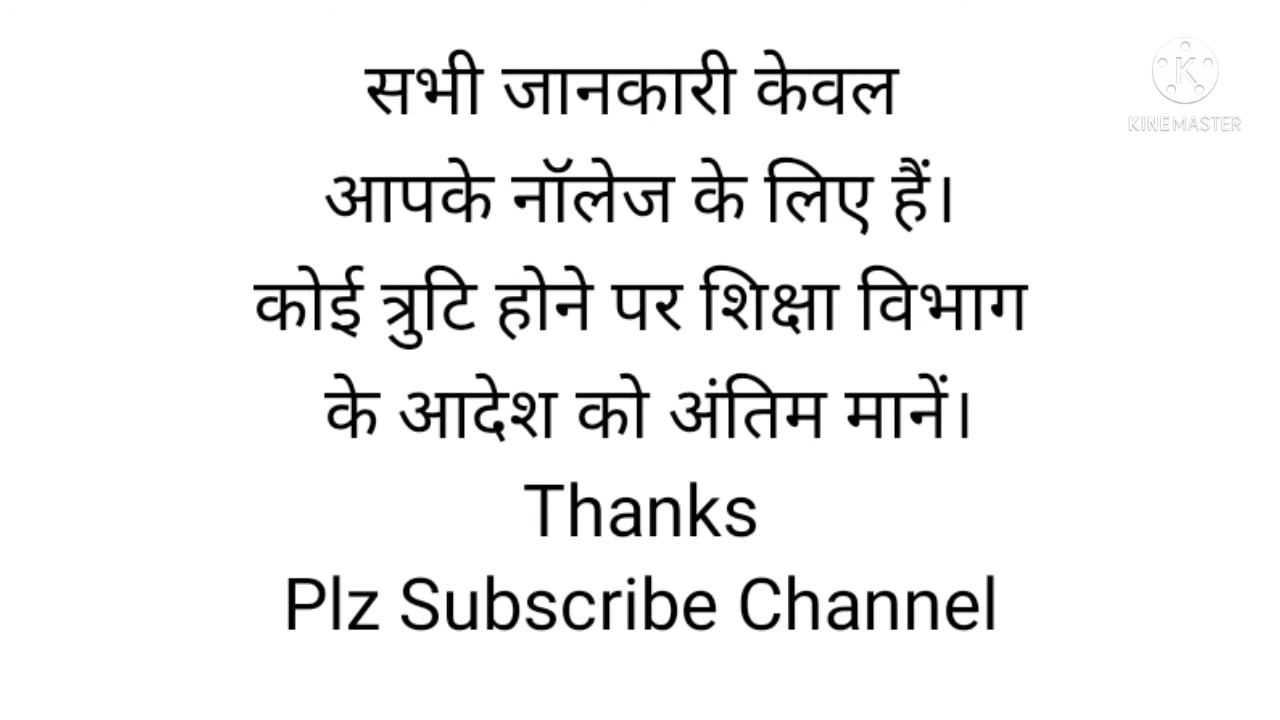 सभी जानकारी केवल
आपके नॉलेज के लिए हैं।
कोई त्रुटि होने पर शिक्षा विभाग
के आदेश को अंतिम मानें।
Thanks
Plz Subscribe Channel
K
KINEMASTER